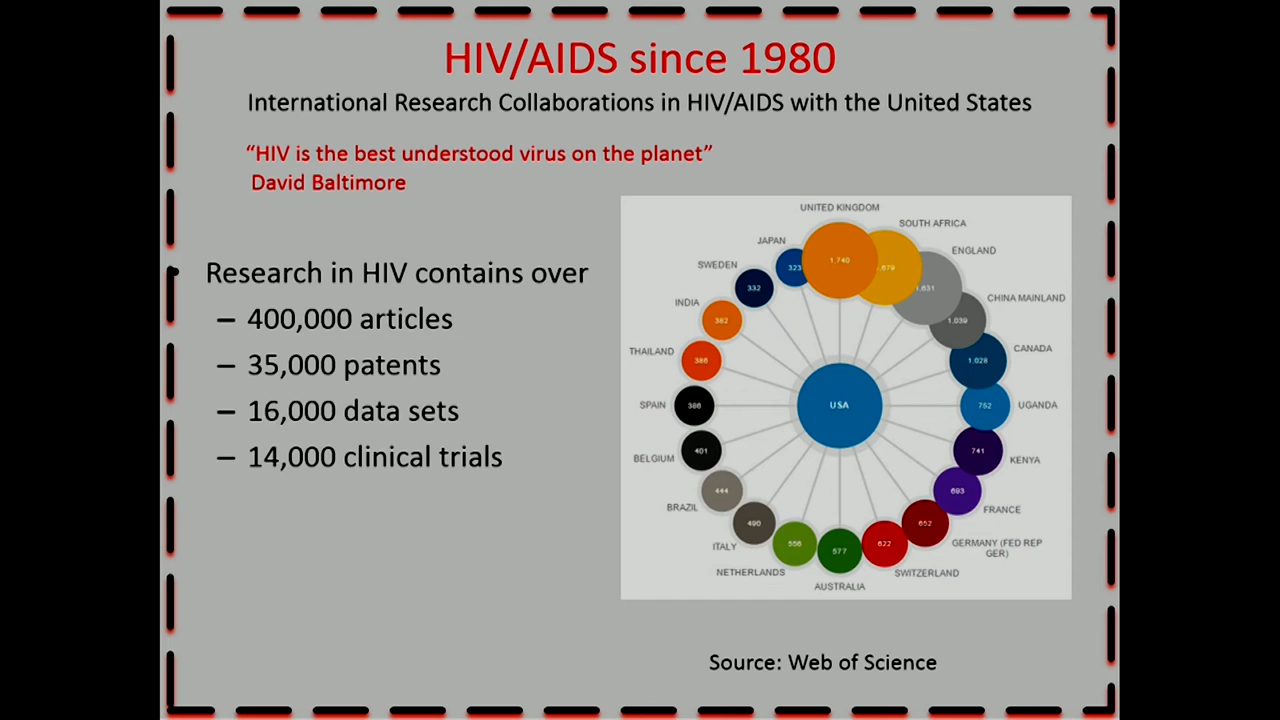 HIV/AIDS since 1980
International Research Collaborations in HIV/AIDS with the United States
“HIV is the best understood virus on the planet”
David Baltimore
• Research in HIV contains over
– 400,000 articles
– 35,000 patents
– 16,000 data sets
– 14,000 clinical trials
UNITED KINGDOM
1,740
SOUTH AFRICA
,679
ENGLAND
,631
CHINA MAINLAND
1,039
CANADA
1,028
UGANDA
752
KENYA
741
FRANCE
693
GERMANY (FED REP
GER)
652
SWITZERLAND
622
AUSTRALIA
577
NETHERLANDS
ITALY
490
BRAZIL
444
BELGIUM
401
SPAIN
386
THAILAND
386
INDIA
382
SWEDEN
332
JAPAN
323
USA
Source: Web of Science